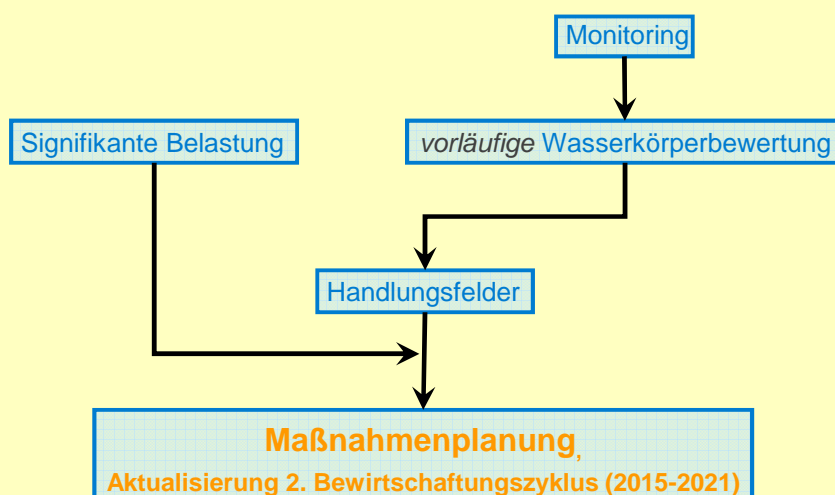 Monitoring
Signifikante Belastung
vorläufige Wasserkörperbewertung
Handlungsfelder
Maßnahmenplanung,
Aktualisierung 2. Bewirtschaftungszyklus (2015-2021)